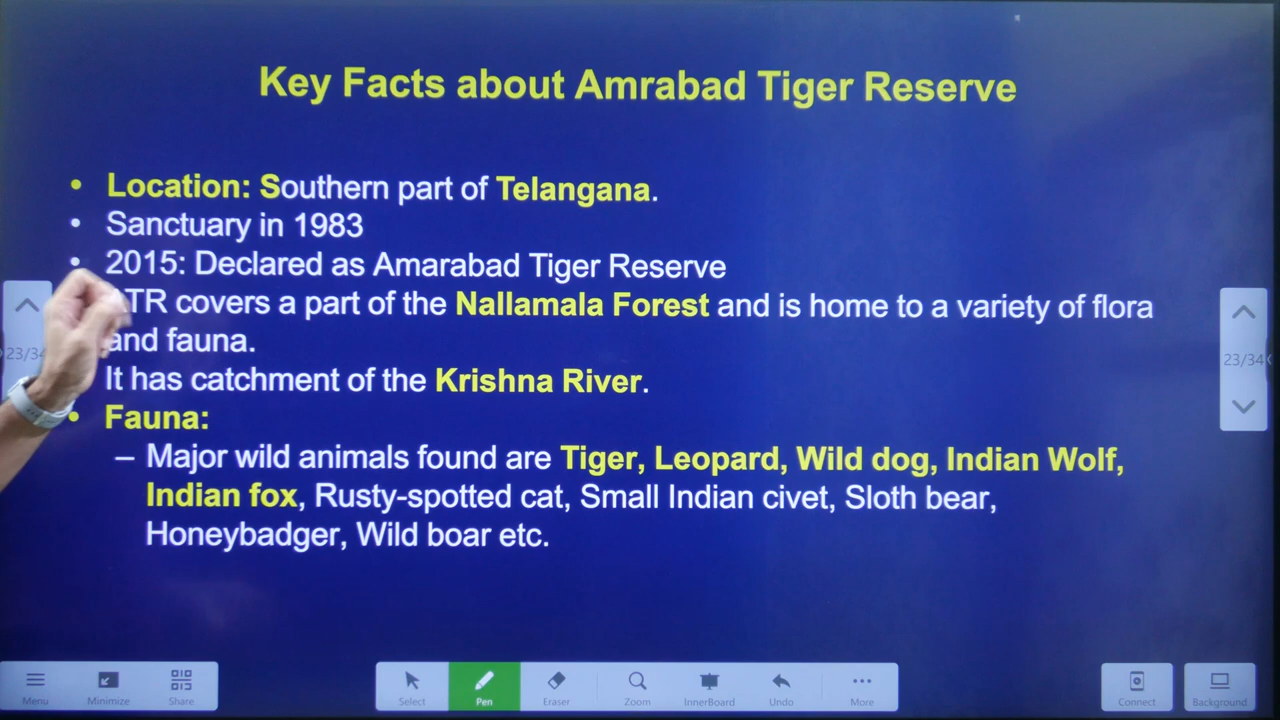 Key Facts about Amrabad Tiger Reserve
• Location: Southern part of Telangana.
• Sanctuary in 1983
• 2015: Declared as Amarabad Tiger Reserve
ATR covers a part of the Nallamala Forest and is home to a variety of flora
and fauna.
It has catchment of the Krishna River.
• Fauna:
– Major wild animals found are Tiger, Leopard, Wild dog, Indian Wolf,
Indian fox, Rusty-spotted cat, Small Indian civet, Sloth bear,
Honeybadger, Wild boar etc.
23/34
23/34
Menu Minimize Share Select Pen Eraser Zoom InnerBoard Undo More Connect Background